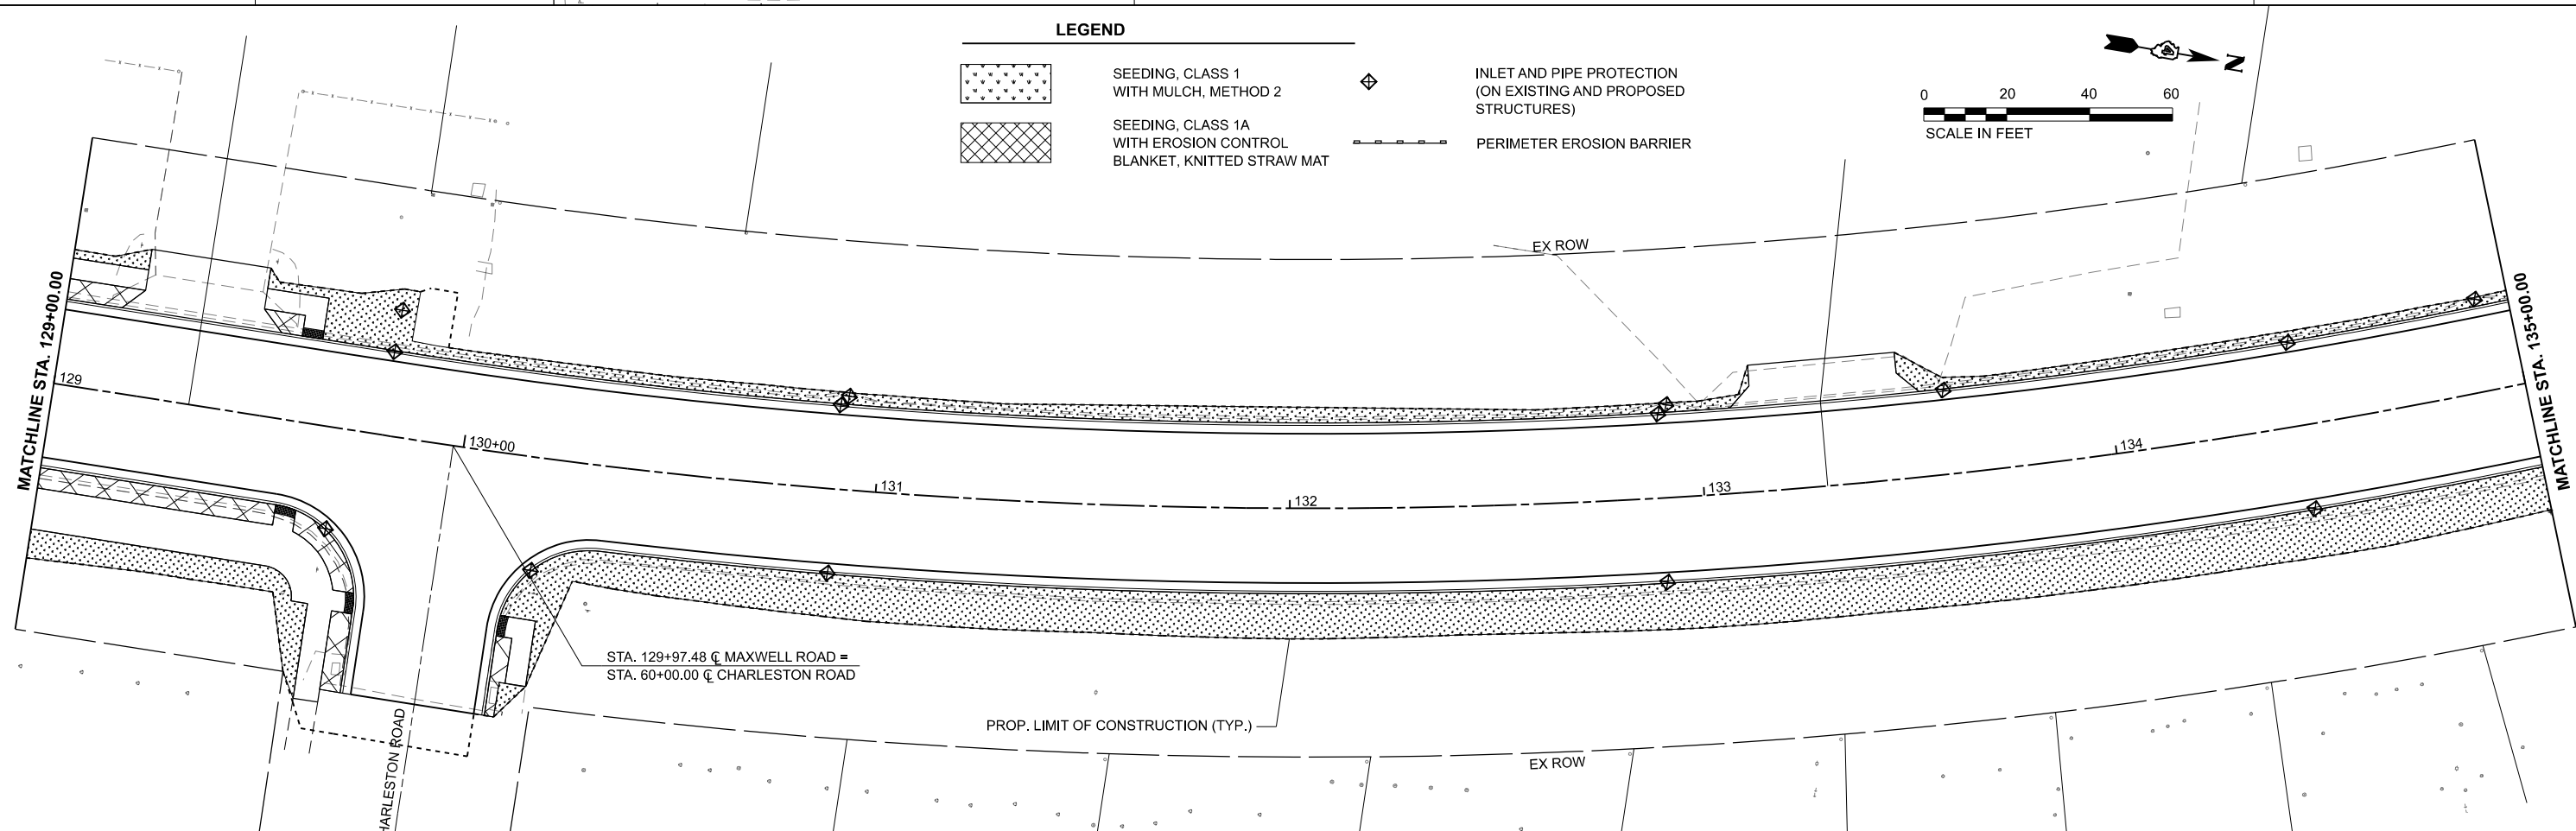 LEGEND
SEEDING, CLASS 1
WITH MULCH, METHOD 2
SEEDING, CLASS 1A
WITH EROSION CONTROL
BLANKET, KNITTED STRAW MAT
INLET AND PIPE PROTECTION
(ON EXISTING AND PROPOSED
STRUCTURES)
PERIMETER EROSION BARRIER
N
0 20 40 60
SCALE IN FEET
EX ROW
MATCHLINE STA. 129+00.00
MATCHLINE STA. 135+00.00
129
130+00
131
132
133
134
STA. 129+97.48 ℄ MAXWELL ROAD =
STA. 60+00.00 ℄ CHARLESTON ROAD
PROP. LIMIT OF CONSTRUCTION (TYP.)
EX ROW
HARLESTON ROAD